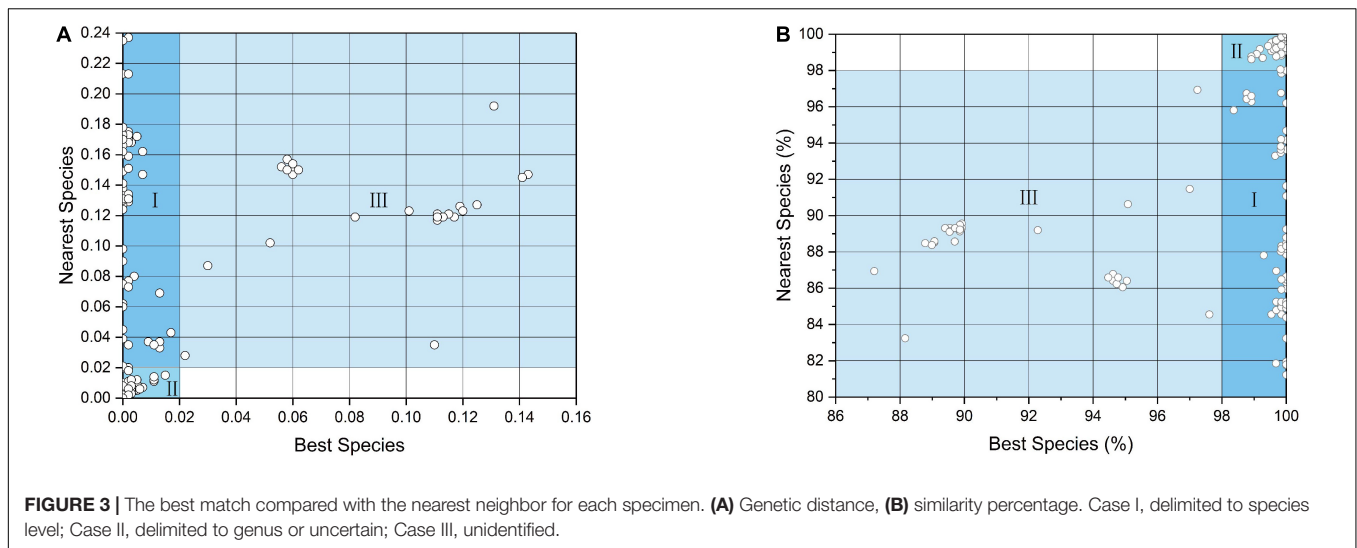 A
0.24
0.22
0.20
0.18
0.16
0.14
0.12
0.10
0.08
0.06
0.04
0.02
0.00
Nearest Species
I
II
III
0.00 0.02 0.04 0.06 0.08 0.10 0.12 0.14 0.16
Best Species
B
100
98
96
94
92
90
88
86
84
82
80
Nearest Species (%)
II
III
I
86 88 90 92 94 96 98 100
Best Species (%)
FIGURE 3 | The best match compared with the nearest neighbor for each specimen. (A) Genetic distance, (B) similarity percentage. Case I, delimited to species
level; Case II, delimited to genus or uncertain; Case III, unidentified.